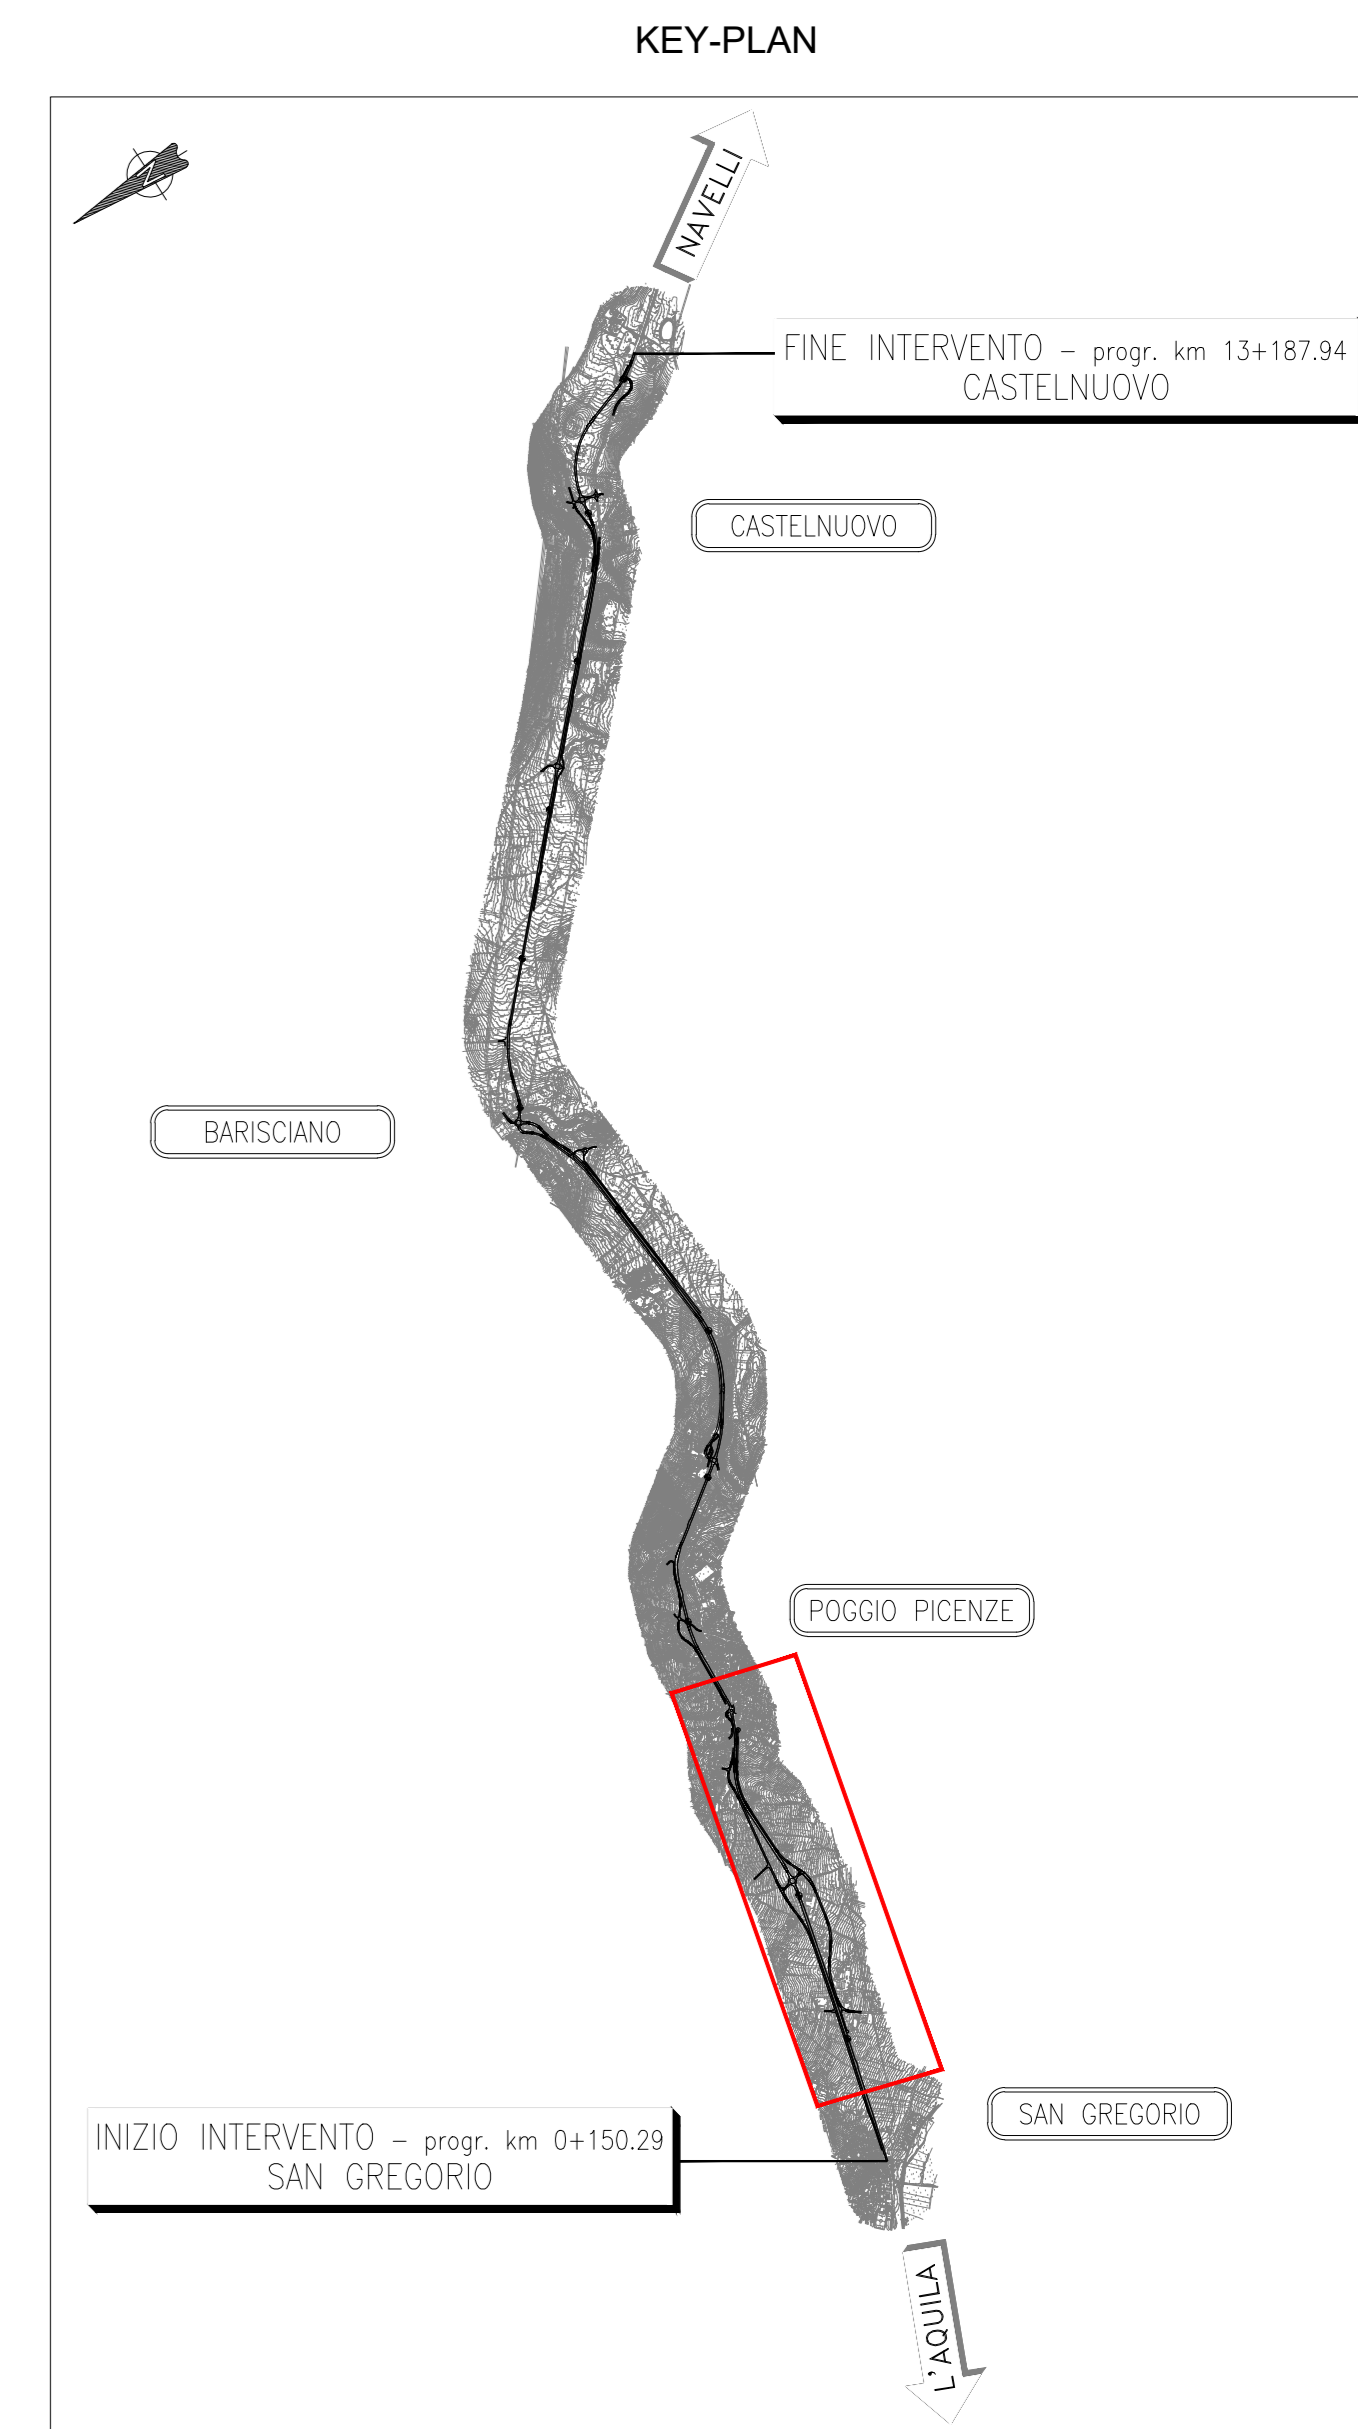 KEY-PLAN
Z
NAVELLI
FINE INTERVENTO – progr. km 13+187.94
CASTELNUOVO
CASTELNUOVO
BARISCIANO
POGGIO PICENZE
SAN GREGORIO
INIZIO INTERVENTO – progr. km 0+150.29
SAN GREGORIO
L'AQUILA